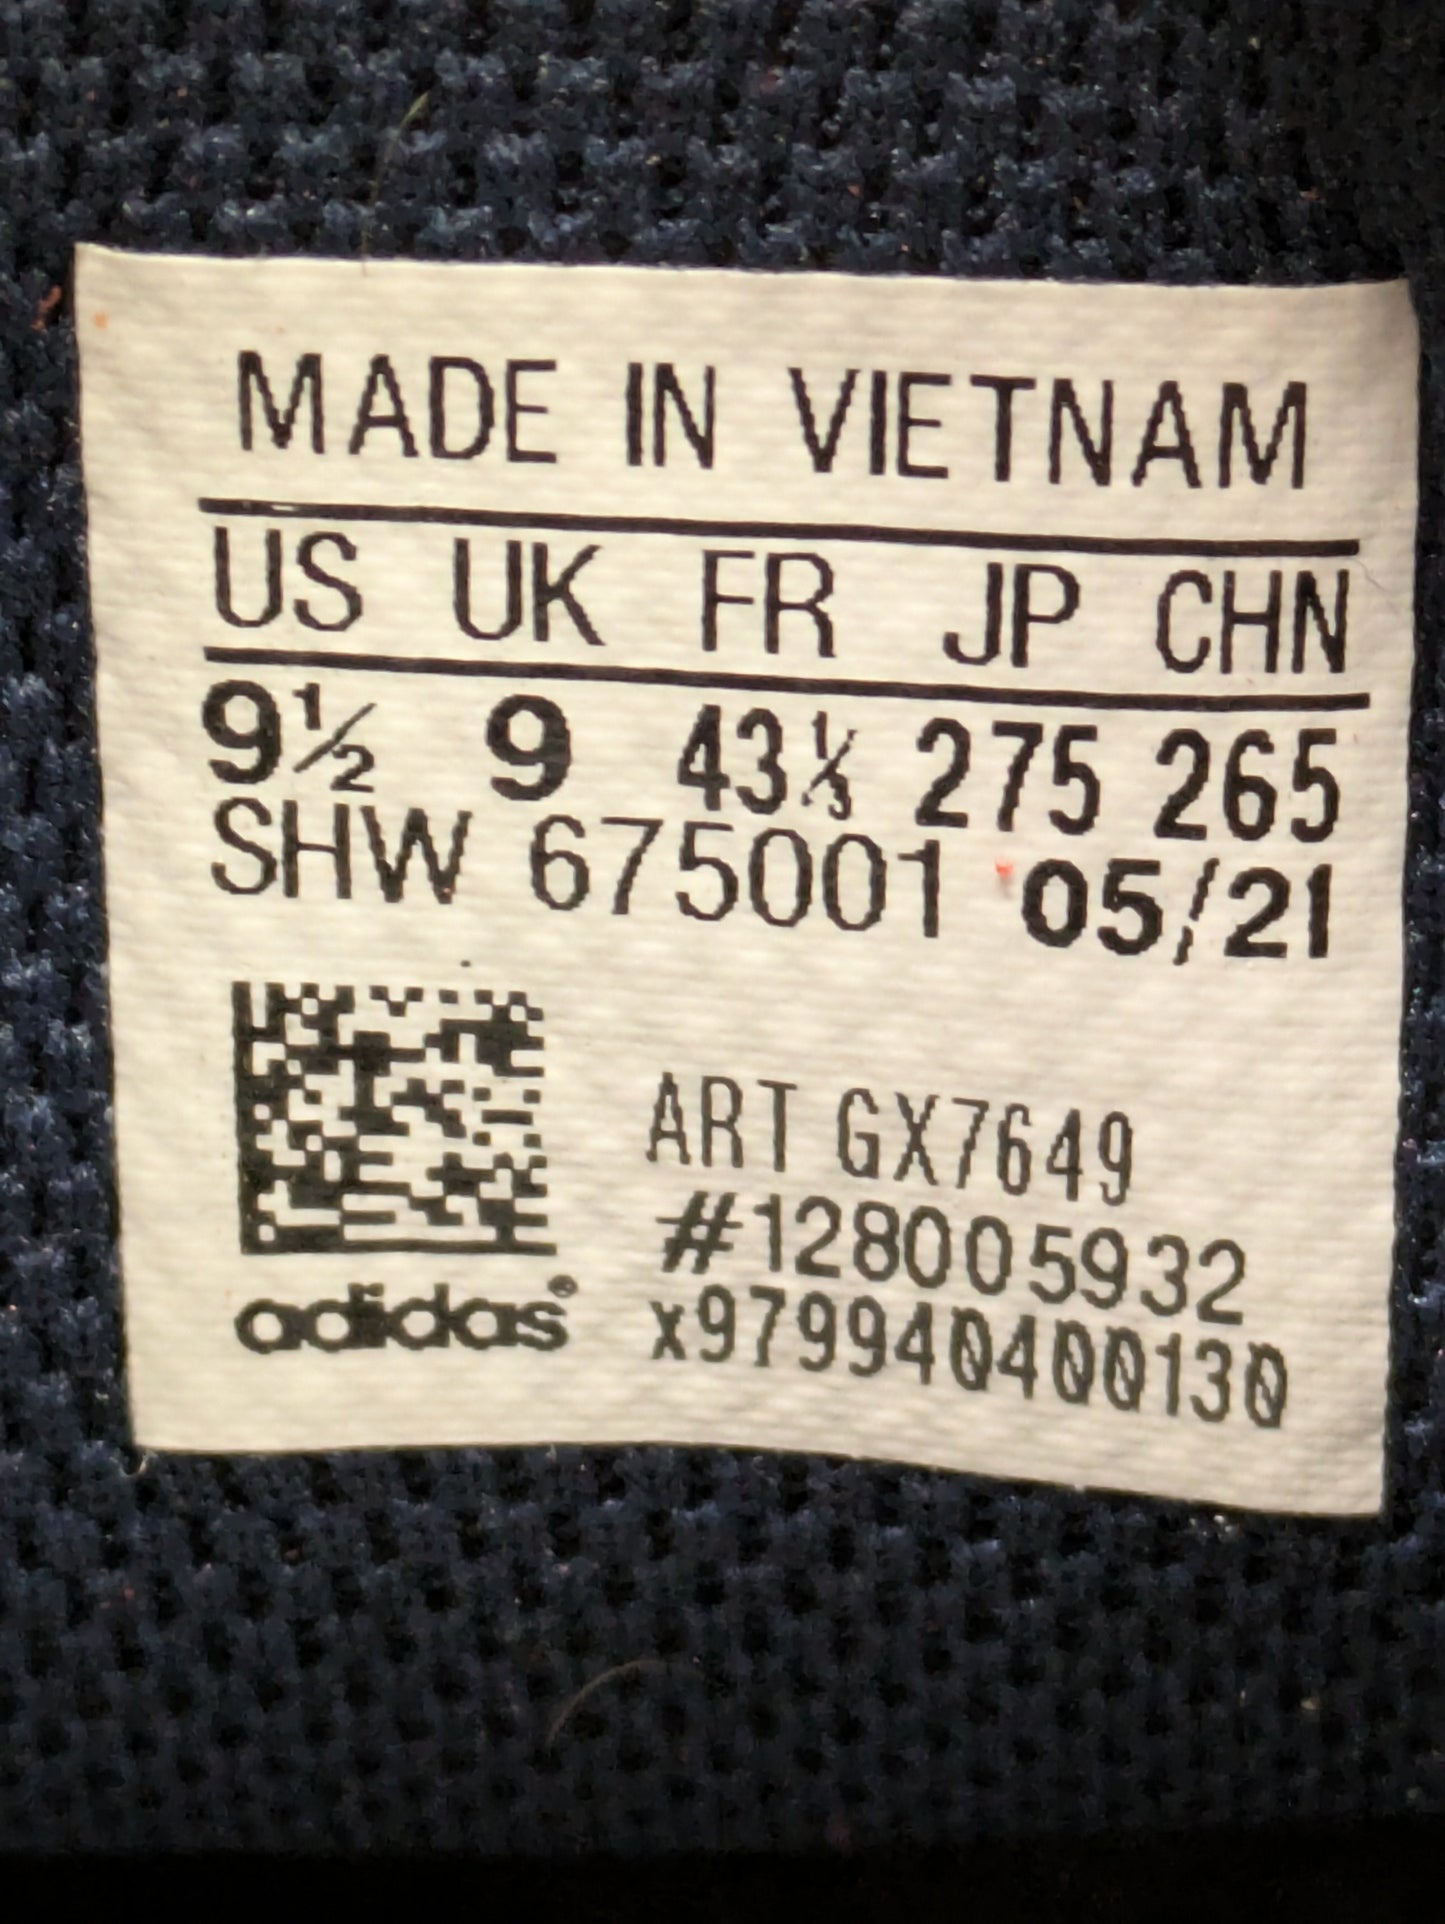 MADE IN VIETNAM
US UK FR JP CHN
9½ 9 43⅓ 275 265
SHW 675001 05/21
ART GX7649
#128005932
adidas® x979940400130